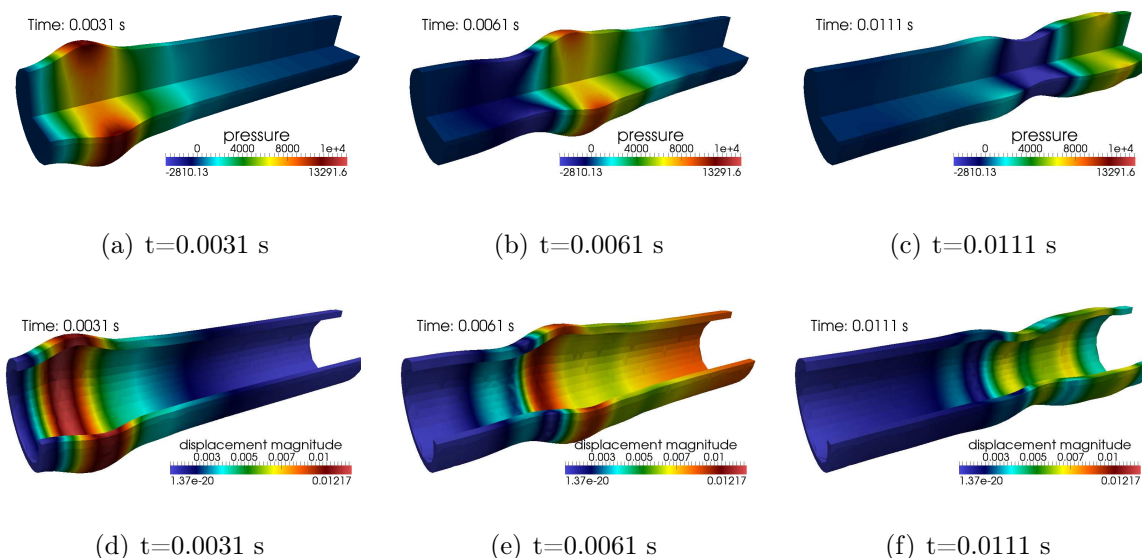 Time: 0.0031 s
pressure
0 4000 8000 1e+4
-2810.13 13291.6
(a) t=0.0031 s
Time: 0.0061 s
pressure
0 4000 8000 1e+4
-2810.13 13291.6
(b) t=0.0061 s
Time: 0.0111 s
pressure
0 4000 8000 1e+4
-2810.13 13291.6
(c) t=0.0111 s
Time: 0.0031 s
displacement magnitude
0.003 0.005 0.007 0.01
1.37e-20 0.01217
(d) t=0.0031 s
Time: 0.0061 s
displacement magnitude
0.003 0.005 0.007 0.01
1.37e-20 0.01217
(e) t=0.0061 s
Time: 0.0111 s
displacement magnitude
0.003 0.005 0.007 0.01
1.37e-20 0.01217
(f) t=0.0111 s